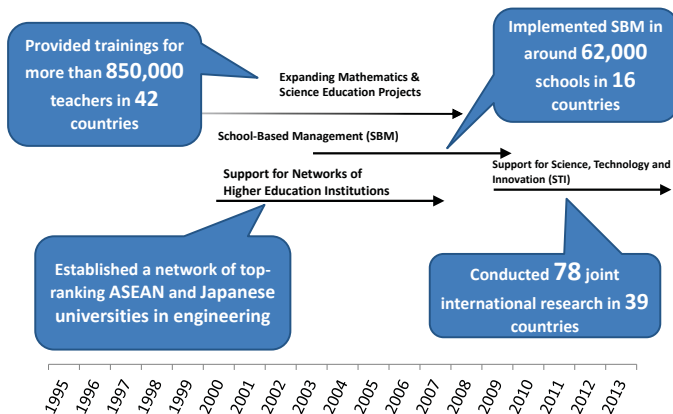 Provided trainings for
more than 850,000
teachers in 42
countries
Implemented SBM in
around 62,000
schools in 16
countries
Expanding Mathematics &
Science Education Projects
School-Based Management (SBM)
Support for Networks of
Higher Education Institutions
Support for Science, Technology and
Innovation (STI)
Established a network of top-
ranking ASEAN and Japanese
universities in engineering
Conducted 78 joint
international research in 39
countries
1995 1996 1997 1998 1999 2000 2001 2002 2003 2004 2005 2006 2007 2008 2009 2010 2011 2012 2013